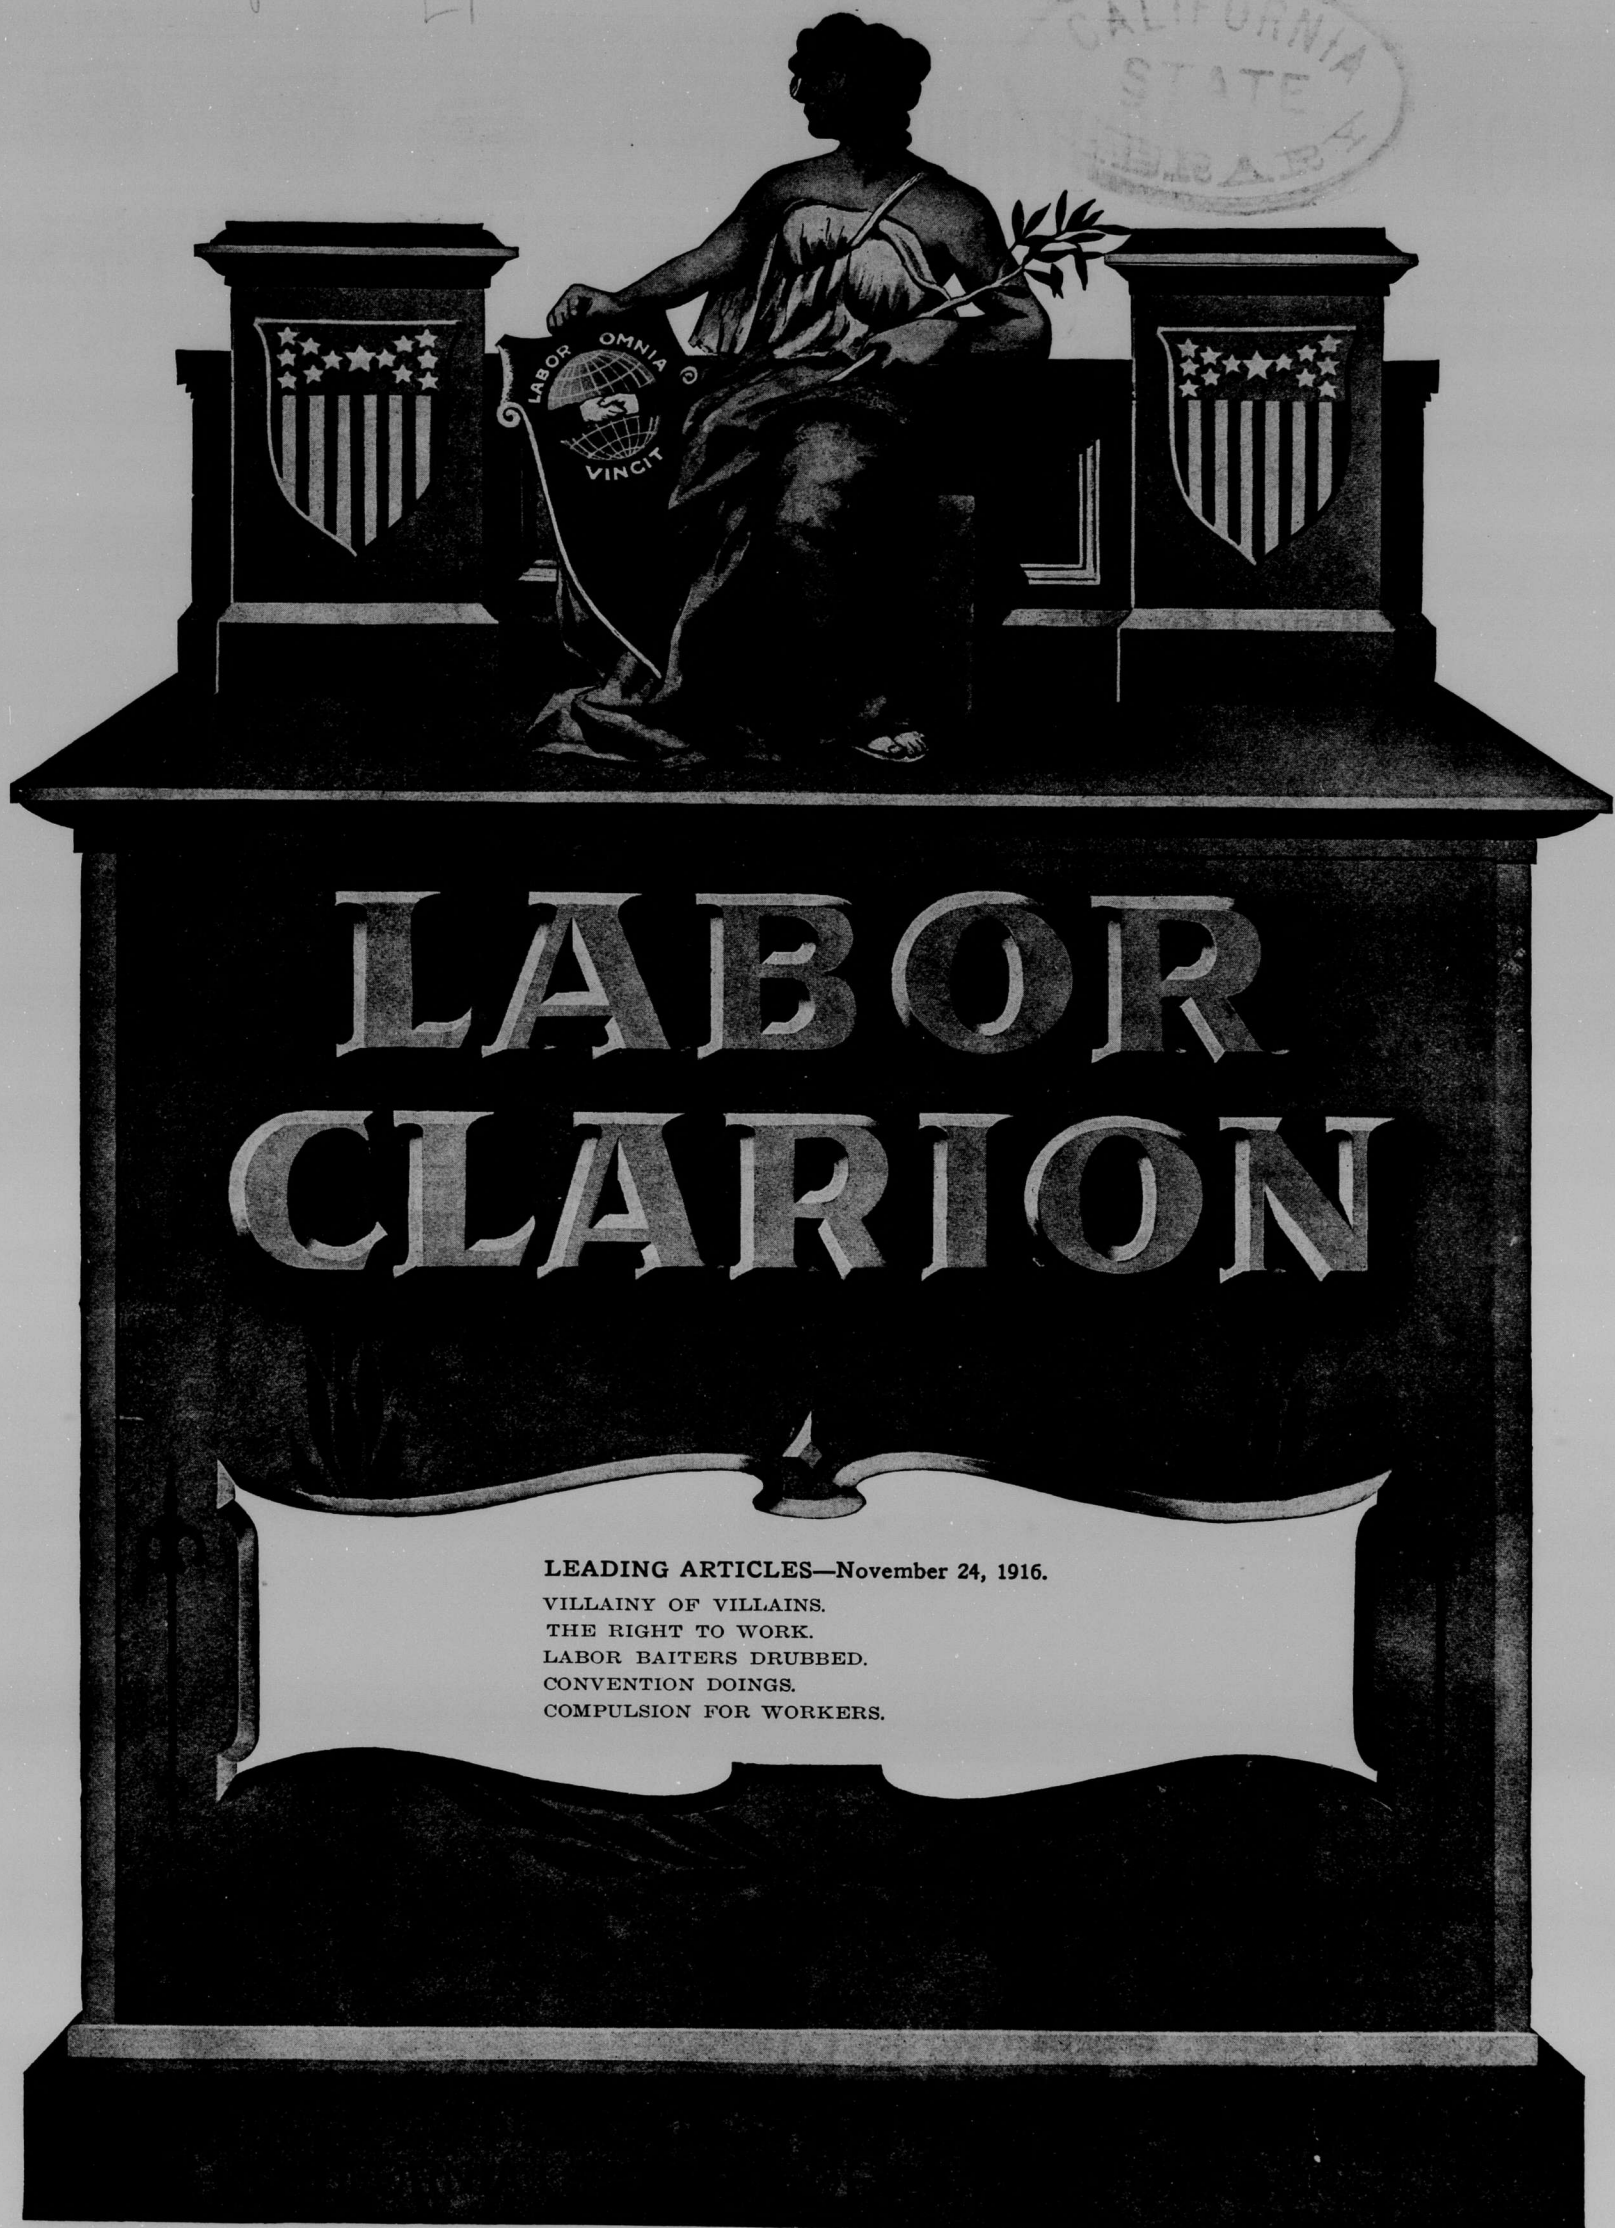 CALIFORNIA
STATE
LABOR OMNIA
VINCIT
LABOR
CLARION
LEADING ARTICLES—November 24, 1916.
VILLAINY OF VILLAINS.
THE RIGHT TO WORK.
LABOR BAITERS DRUBBED.
CONVENTION DOINGS.
COMPULSION FOR WORKERS.